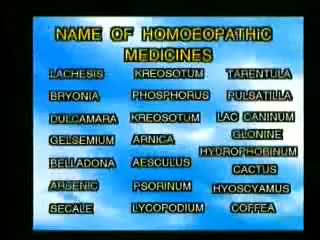 NAME OF HOMOEOPATHIC
MEDICINES
LACHESIS KREOSOTUM TARENTULA
BRYONIA PHOSPHORUS PULSATILLA
DULCAMARA KREOSOTUM LAC CANINUM
GELSEMIUM ARNICA GLONINE
HYDROPHOBINUM
BELLADONA AESCULUS CACTUS
ARSENIC PSORINUM HYOSCYAMUS
SECALE LYCOPODIUM COFFEA